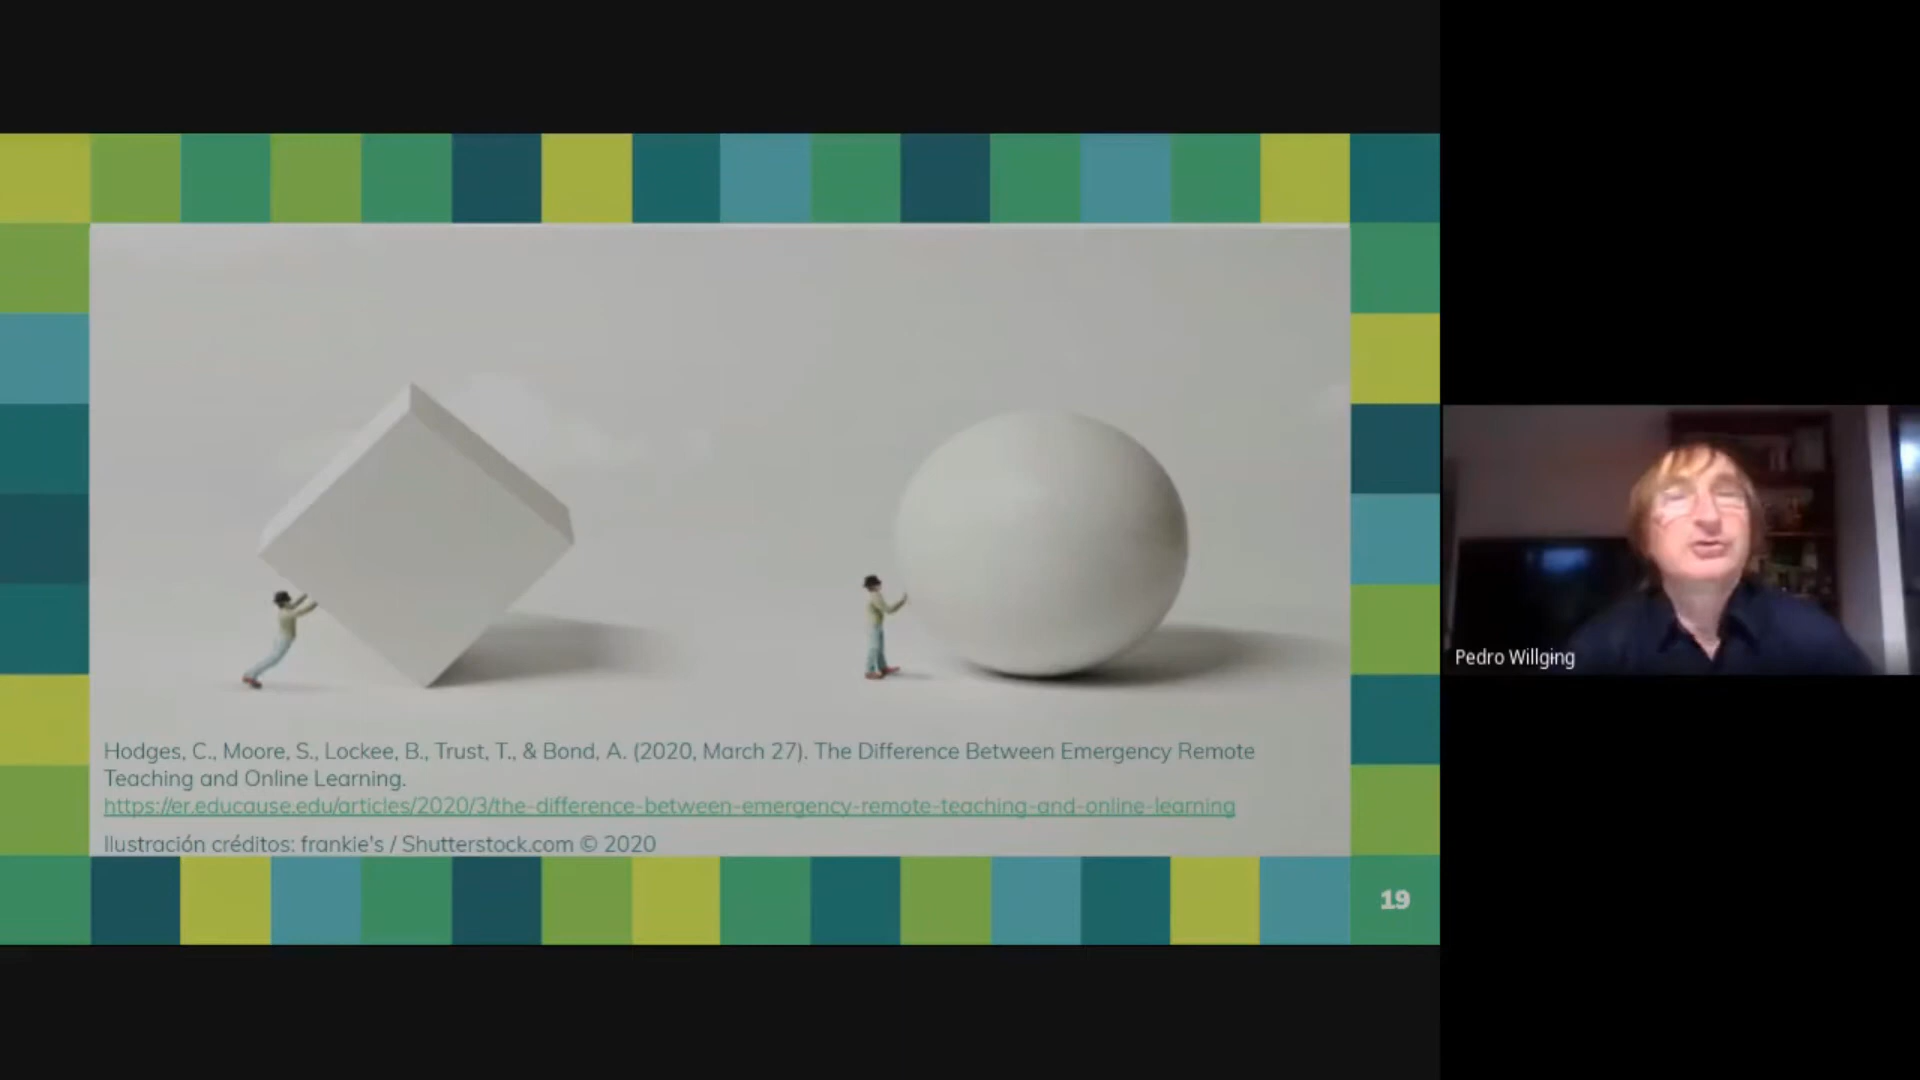 Hodges, C., Moore, S., Lockee, B., Trust, T., & Bond, A. (2020, March 27). The Difference Between Emergency Remote
Teaching and Online Learning.
https://er.educause.edu/articles/2020/3/the-difference-between-emergency-remote-teaching-and-online-learning
Ilustración créditos: frankie's / Shutterstock.com © 2020
19
Pedro Willging